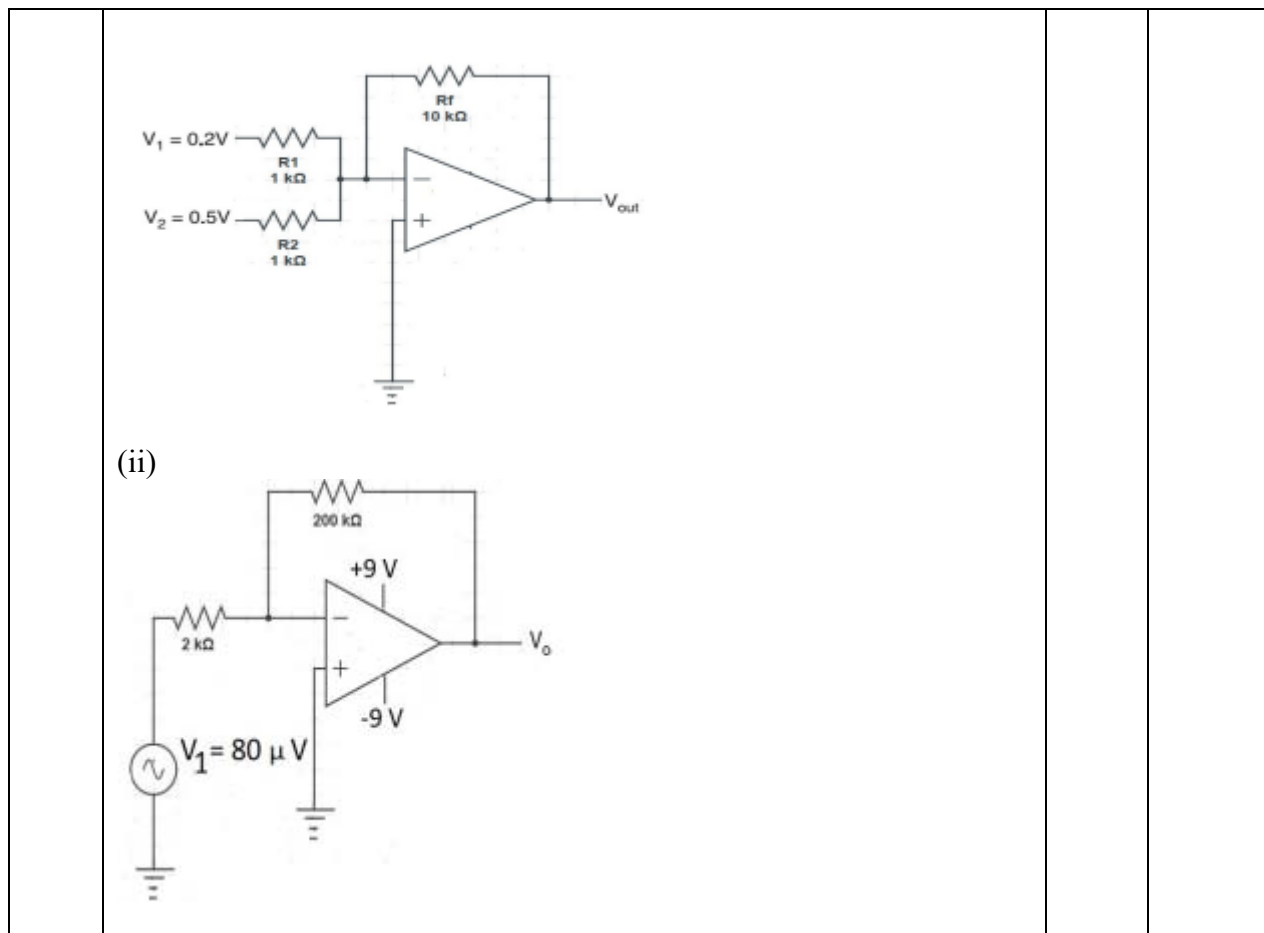 Rf
10 kΩ
V1 = 0.2V
R1
1 kΩ
−
Vout
V2 = 0.5V
+
R2
1 kΩ
(ii)
200 kΩ
+9 V
2 kΩ
−
Vo
+
-9 V
V1 = 80 μ V